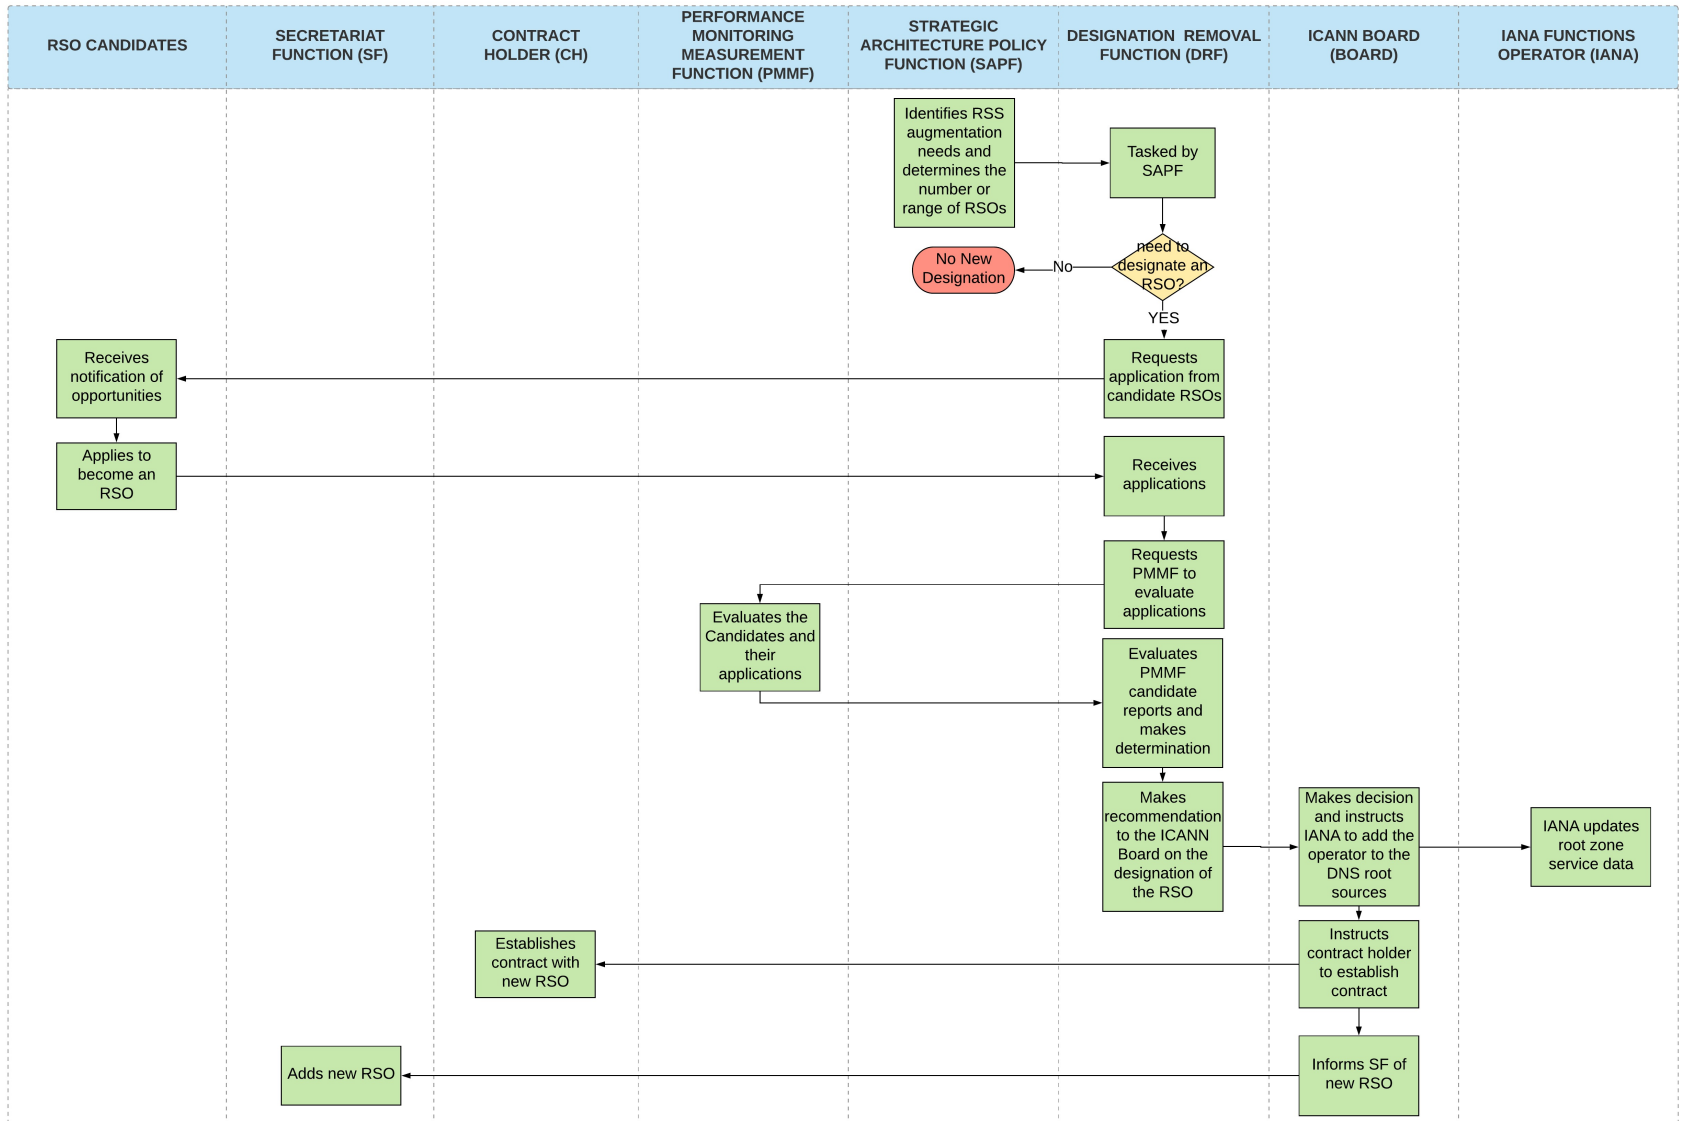 RSO CANDIDATES
SECRETARIAT
FUNCTION (SF)
CONTRACT
HOLDER (CH)
PERFORMANCE
MONITORING
MEASUREMENT
FUNCTION (PMMF)
STRATEGIC
ARCHITECTURE POLICY
FUNCTION (SAPF)
DESIGNATION REMOVAL
FUNCTION (DRF)
ICANN BOARD
(BOARD)
IANA FUNCTIONS
OPERATOR (IANA)
Identifies RSS
augmentation
needs and
determines the
number or
range of RSOs
Tasked by
SAPF
need to
designate an
RSO?
No
No New
Designation
YES
Requests
application from
candidate RSOs
Receives
notification of
opportunities
Applies to
become an
RSO
Receives
applications
Requests
PMMF to
evaluate
applications
Evaluates the
Candidates and
their
applications
Evaluates
PMMF
candidate
reports and
makes
determination
Makes
recommendation
to the ICANN
Board on the
designation of
the RSO
Makes decision
and instructs
IANA to add the
operator to the
DNS root
sources
IANA updates
root zone
service data
Instructs
contract holder
to establish
contract
Establishes
contract with
new RSO
Informs SF of
new RSO
Adds new RSO